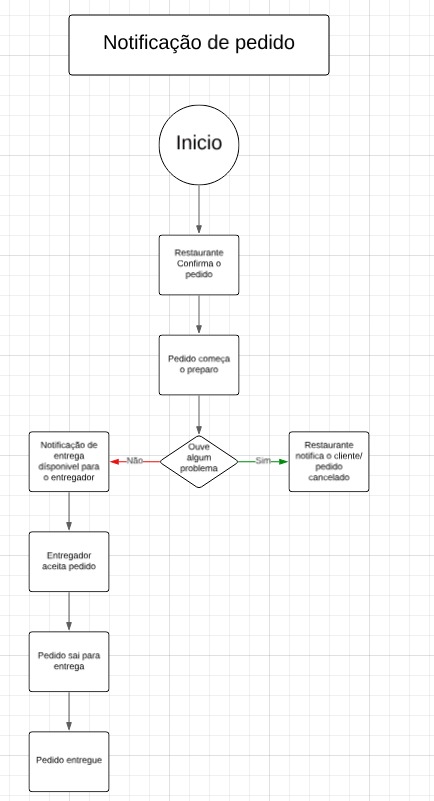 Notificação de pedido
Inicio
Restaurante
Confirma o
pedido
Pedido começa
o preparo
Ouve
algum
problema
Não
Sim
Notificação de
entrega
disponivel para
o entregador
Restaurante
notifica o cliente/
pedido
cancelado
Entregador
aceita pedido
Pedido sai para
entrega
Pedido entregue